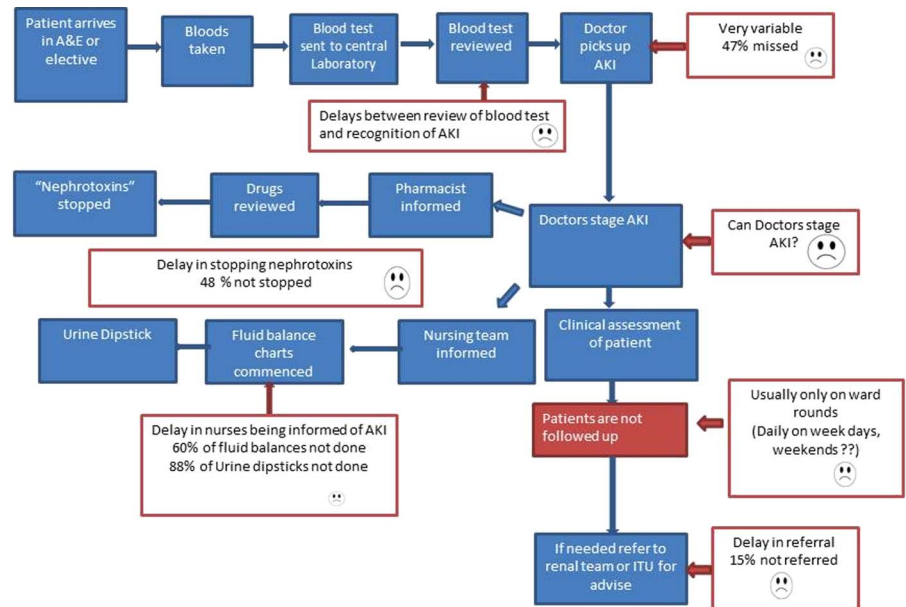 Patient arrives
in A&E or
elective
Bloods
taken
Blood test
sent to central
Laboratory
Blood test
reviewed
Doctor
picks up
AKI
Very variable
47% missed
Delays between review of blood test
and recognition of AKI
"Nephrotoxins"
stopped
Drugs
reviewed
Pharmacist
informed
Doctors stage AKI
Can Doctors stage
AKI?
Delay in stopping nephrotoxins
48 % not stopped
Urine Dipstick
Fluid balance
charts
commenced
Nursing team
informed
Clinical assessment
of patient
Delay in nurses being informed of AKI
60% of fluid balances not done
88% of Urine dipsticks not done
Patients are not
followed up
Usually only on ward
rounds
(Daily on week days,
weekends ??)
If needed refer to
renal team or ITU for
advise
Delay in referral
15% not referred